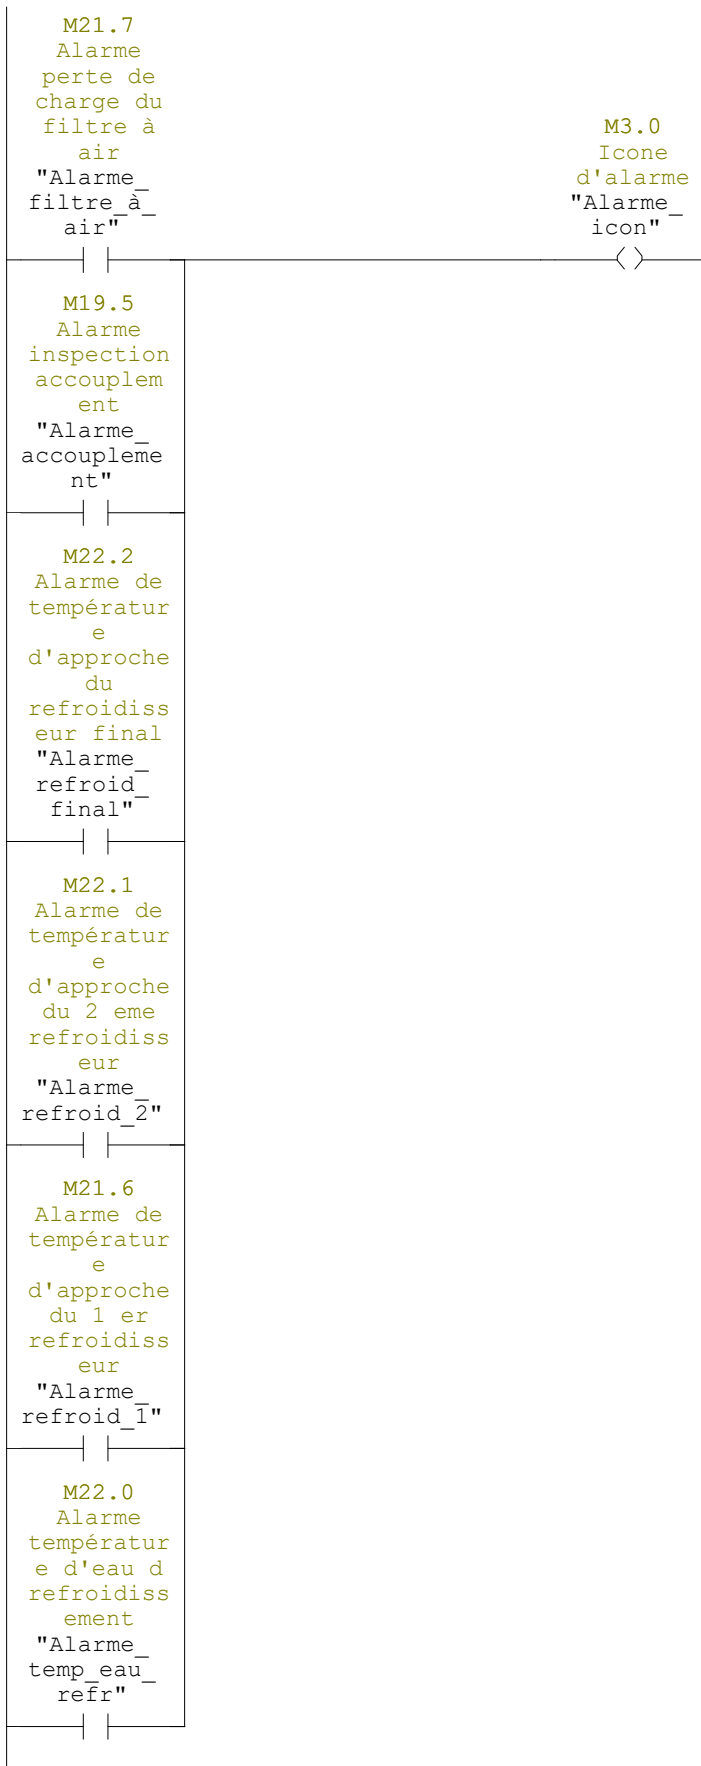 M21.7
Alarme
perte de
charge du
filtre à
air
"Alarme_
filtre_à_
air"
M3.0
Icone
d'alarme
"Alarme_
icon"
M19.5
Alarme
inspection
accouplem
ent
"Alarme_
accoupleme
nt"
M22.2
Alarme de
températur
e
d'approche
du
refroidiss
eur final
"Alarme_
refroid_
final"
M22.1
Alarme de
températur
e
d'approche
du 2 eme
refroidiss
eur
"Alarme_
refroid_2"
M21.6
Alarme de
températur
e
d'approche
du 1 er
refroidiss
eur
"Alarme_
refroid_1"
M22.0
Alarme
températur
e d'eau d
refroidiss
ement
"Alarme_
temp_eau_
refr"